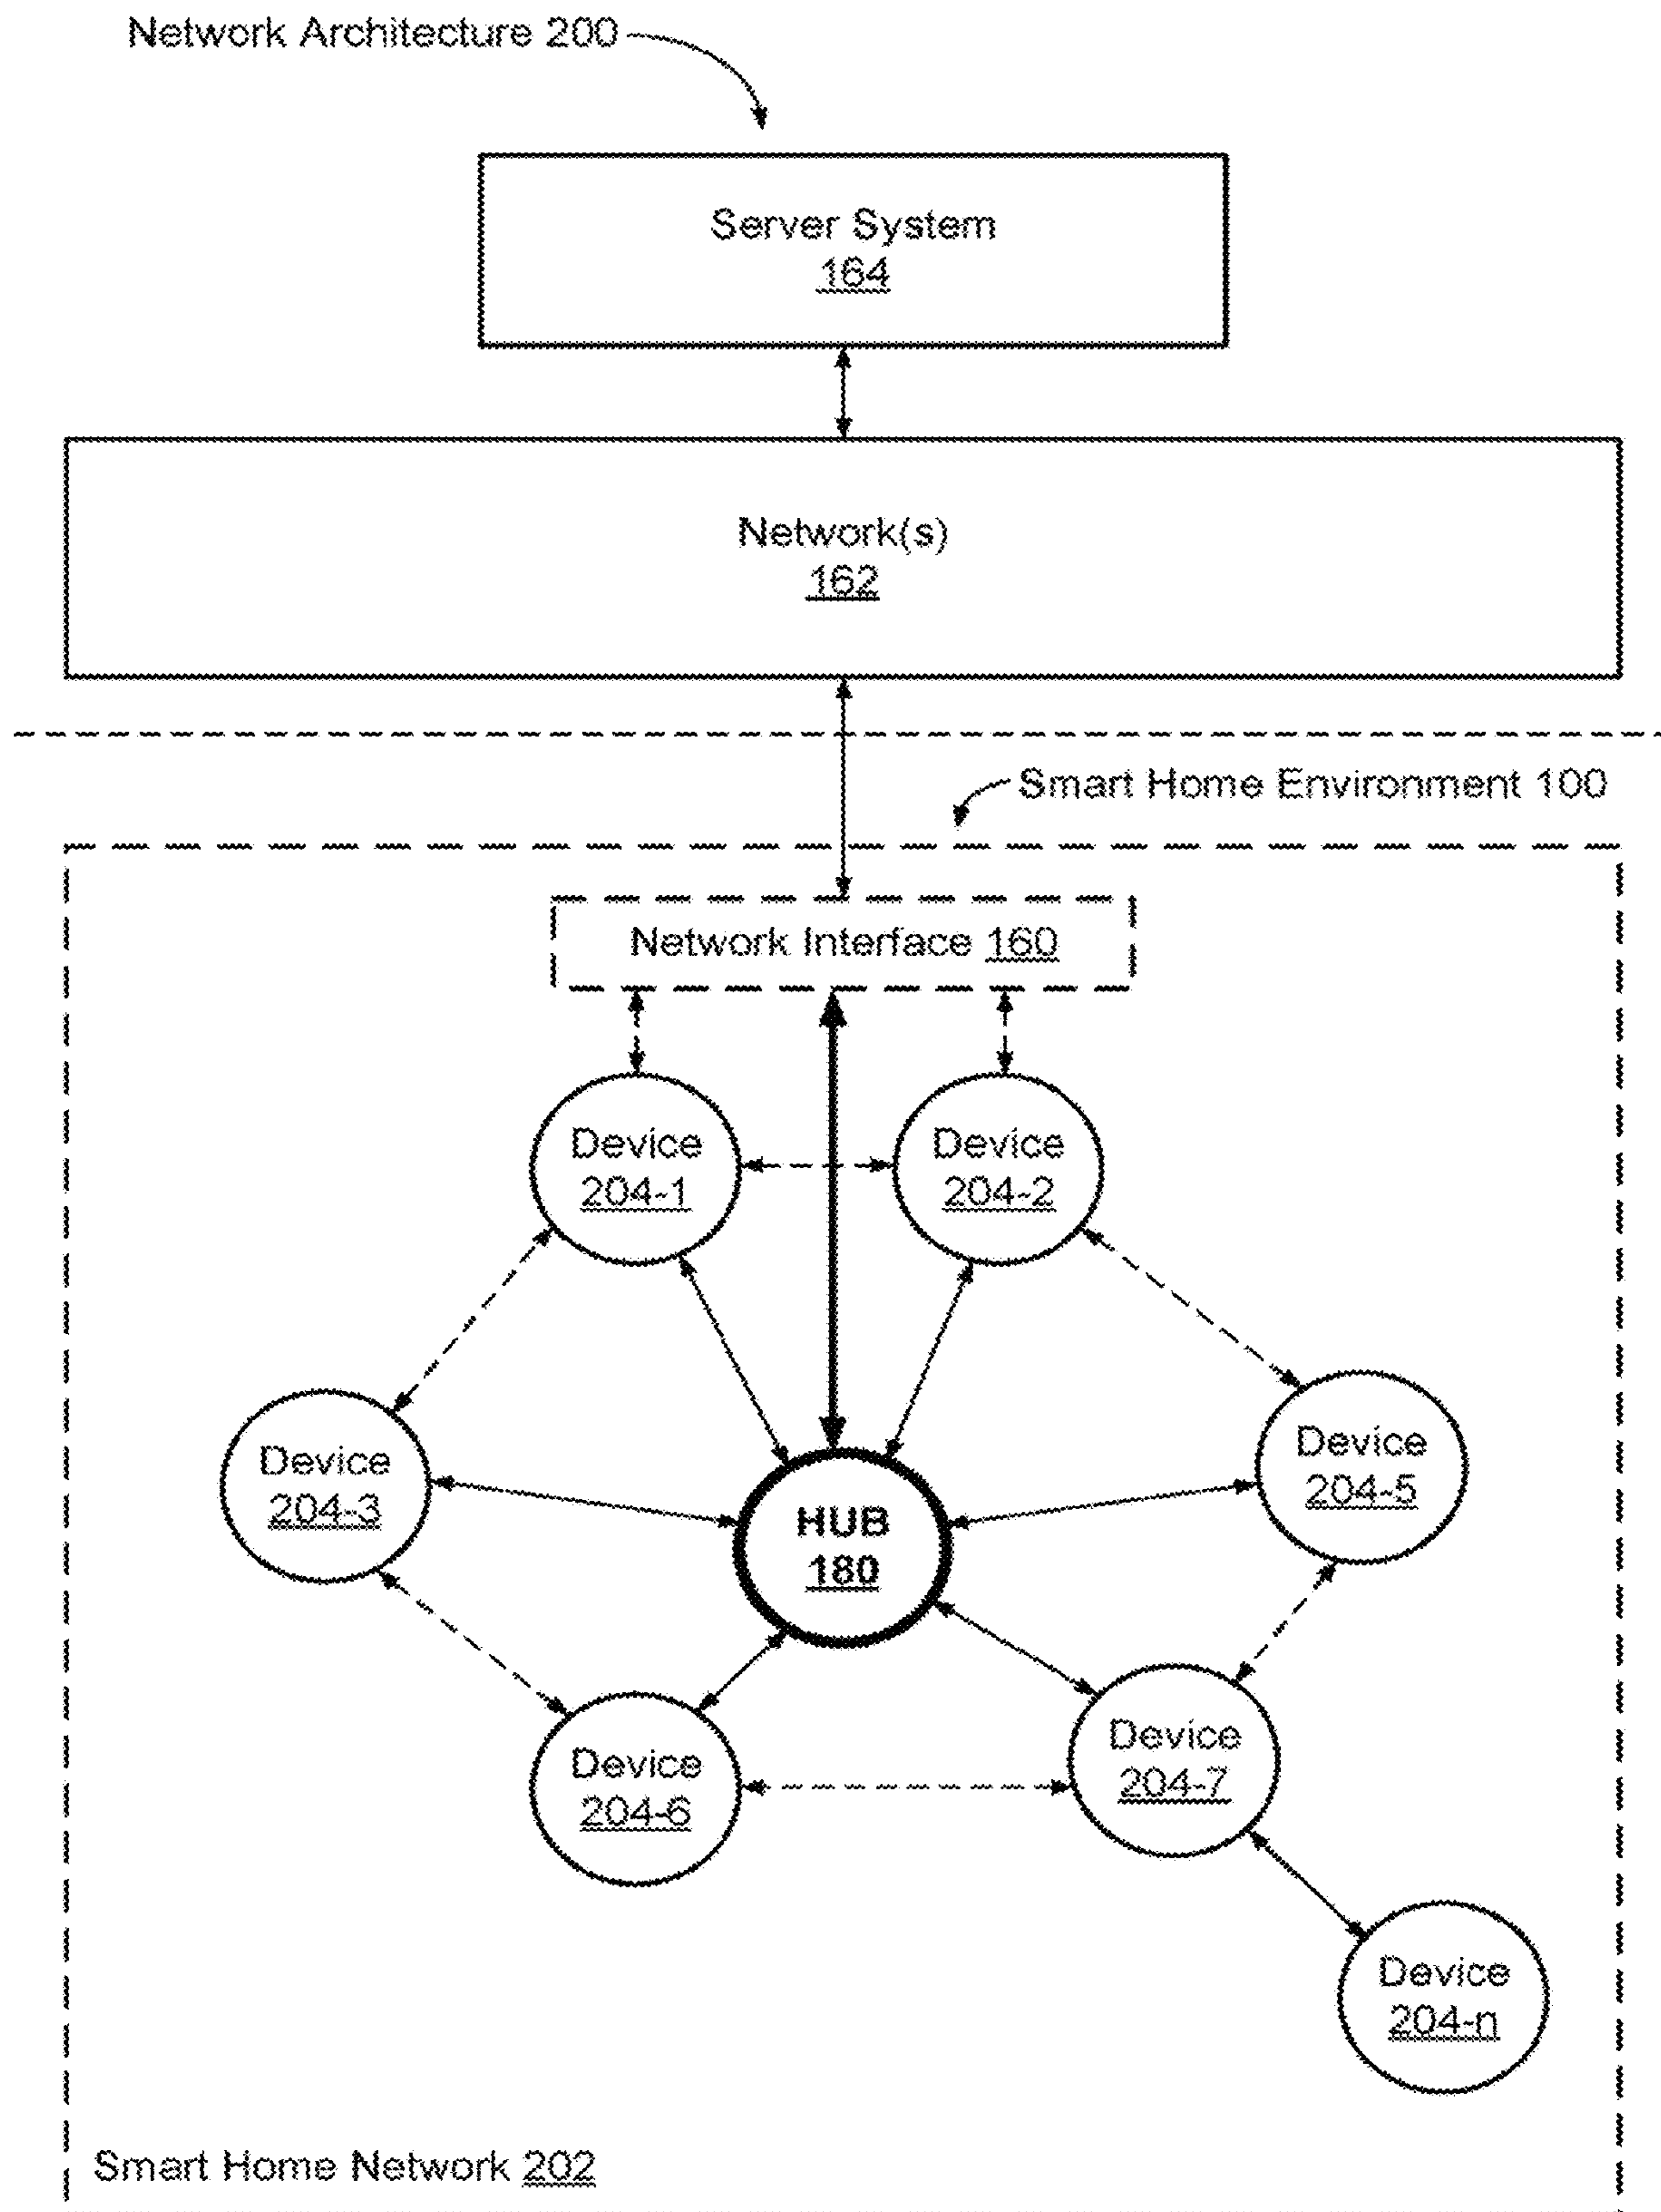 Network Architecture 200
Server System
164
Network(s)
162
Smart Home Environment 100
Network Interface 160
Device
204-1
Device
204-2
Device
204-3
Device
204-5
HUB
180
Device
204-6
Device
204-7
Device
204-n
Smart Home Network 202